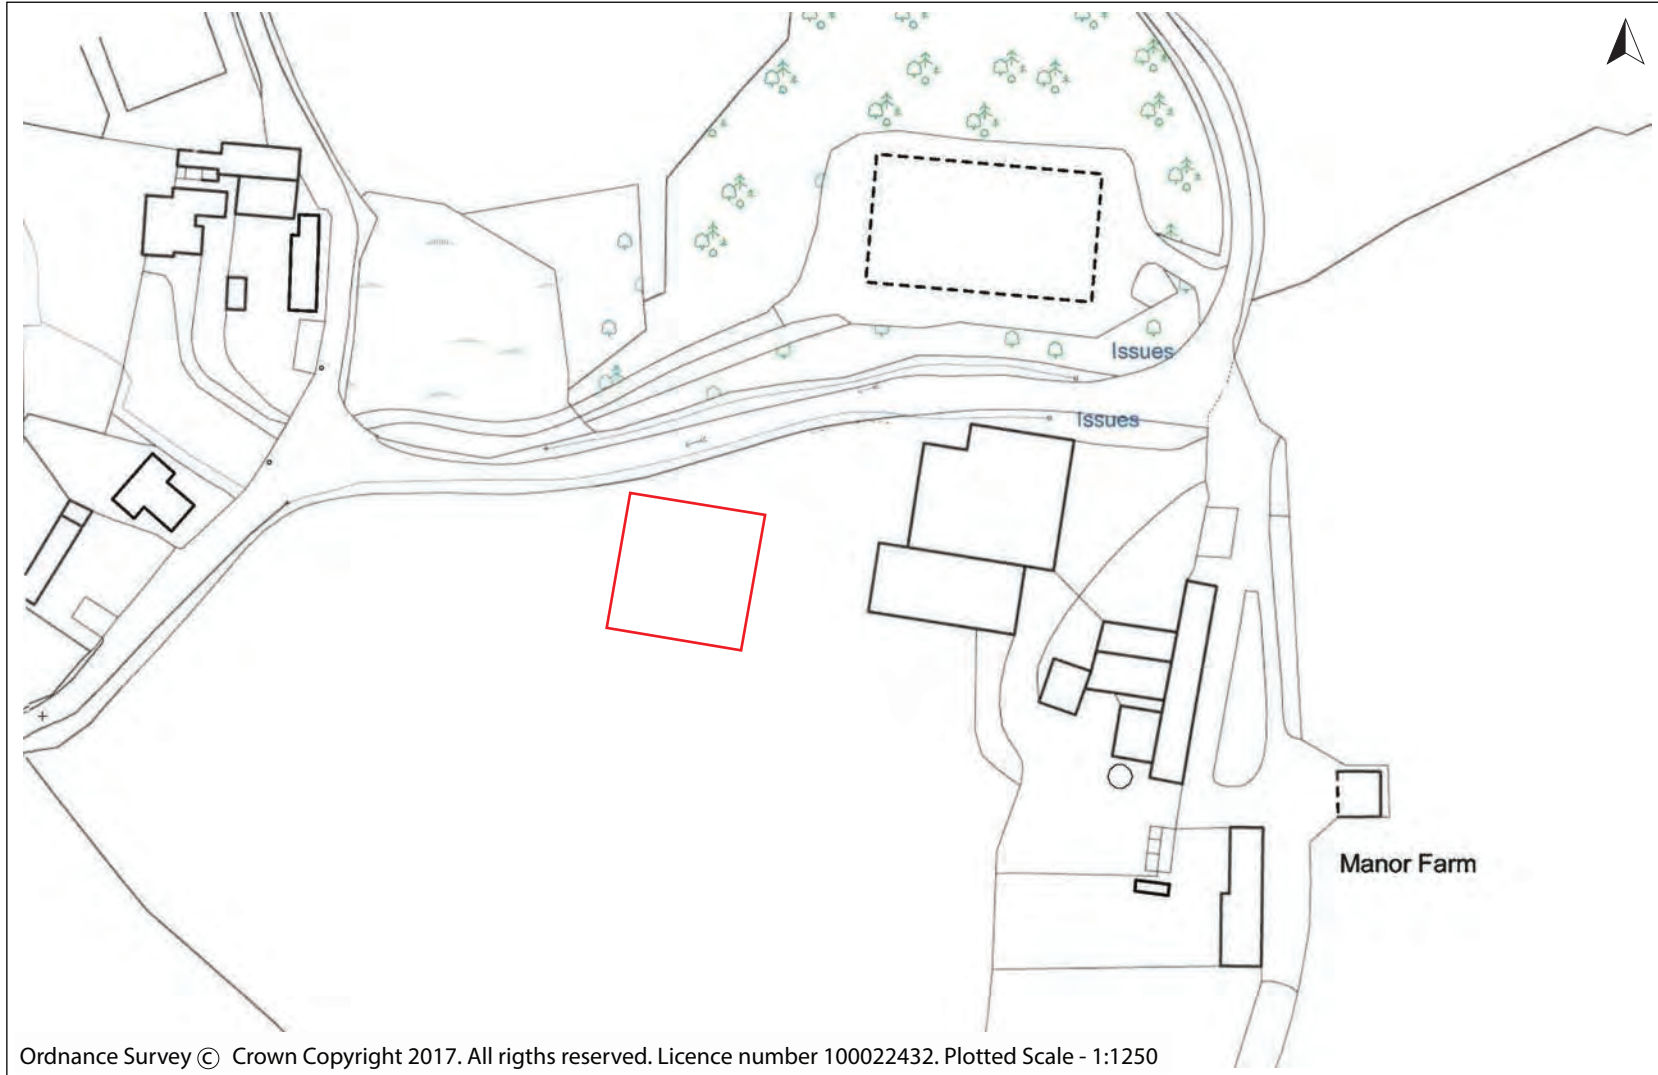 Issues
Issues
Manor Farm
Ordnance Survey © Crown Copyright 2017. All rigths reserved. Licence number 100022432. Plotted Scale - 1:1250